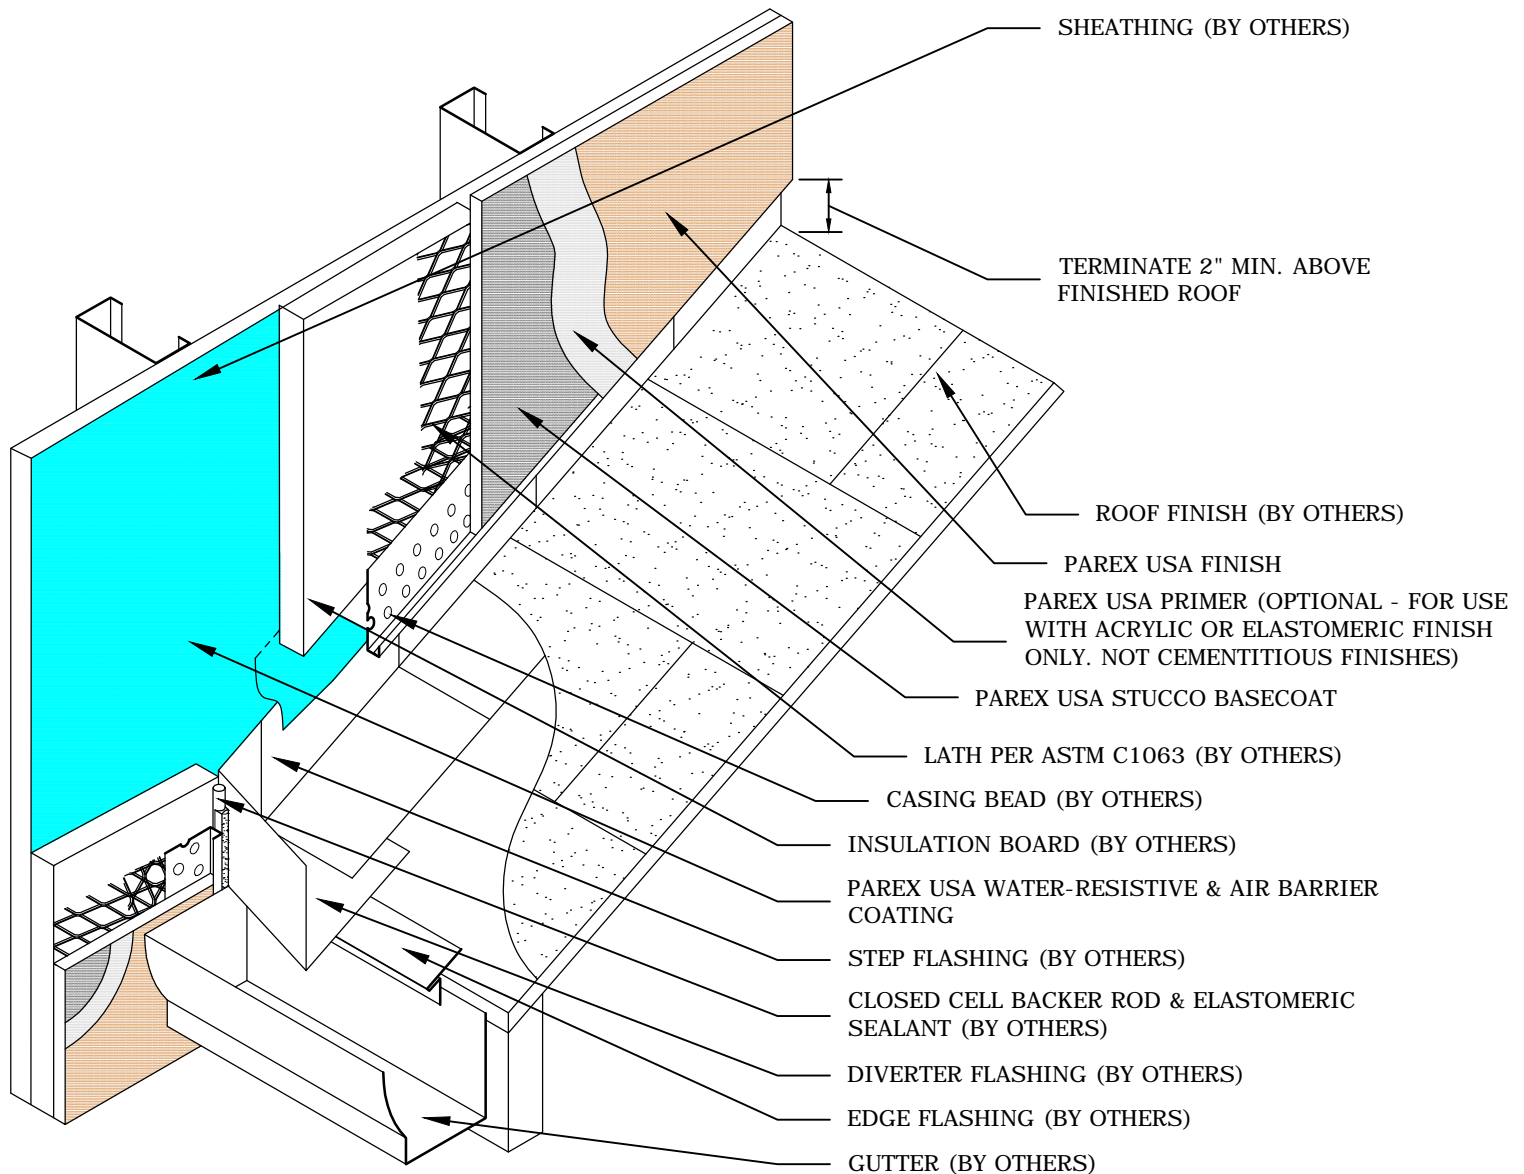 SHEATHING (BY OTHERS)
TERMINATE 2" MIN. ABOVE
FINISHED ROOF
ROOF FINISH (BY OTHERS)
PAREX USA FINISH
PAREX USA PRIMER (OPTIONAL - FOR USE
WITH ACRYLIC OR ELASTOMERIC FINISH
ONLY. NOT CEMENTITIOUS FINISHES)
PAREX USA STUCCO BASECOAT
LATH PER ASTM C1063 (BY OTHERS)
CASING BEAD (BY OTHERS)
INSULATION BOARD (BY OTHERS)
PAREX USA WATER-RESISTIVE & AIR BARRIER
COATING
STEP FLASHING (BY OTHERS)
CLOSED CELL BACKER ROD & ELASTOMERIC
SEALANT (BY OTHERS)
DIVERTER FLASHING (BY OTHERS)
EDGE FLASHING (BY OTHERS)
GUTTER (BY OTHERS)